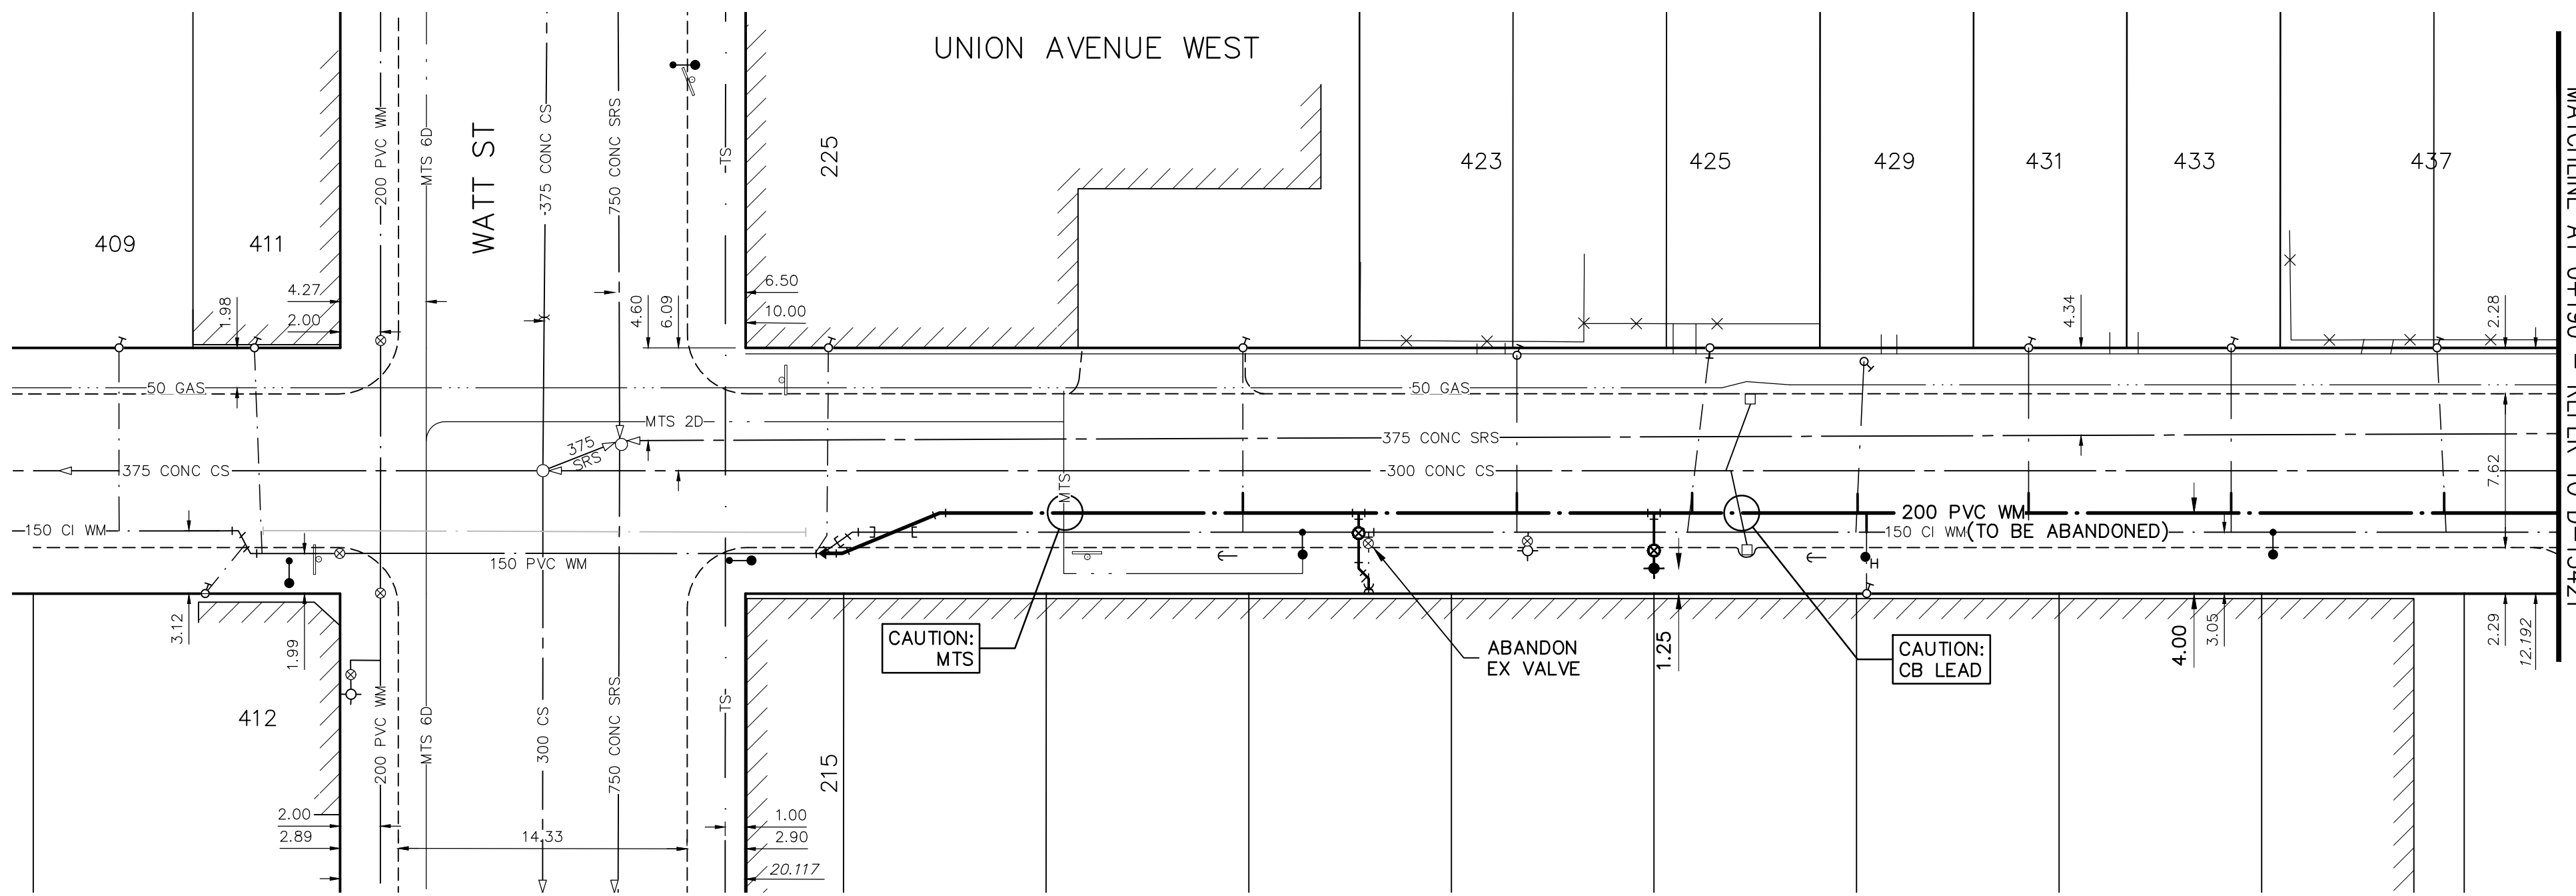 UNION AVENUE WEST
WATT ST
200 PVC WM
MTS 6D
375 CONC CS
750 CONC SRS
TS
225
409
411
423
425
429
431
433
437
4.27
2.00
1.98
4.60
6.09
6.50
10.00
4.34
2.28
50 GAS
50 GAS
MTS 2D
375 SRS
375 CONC SRS
375 CONC CS
300 CONC CS
MTS
7.62
150 CI WM
200 PVC WM
150 CI WM (TO BE ABANDONED)
150 PVC WM
3.12
1.99
CAUTION:
MTS
ABANDON
EX VALVE
1.25
CAUTION:
CB LEAD
4.00
3.05
2.29
12.192
412
200 PVC WM
MTS 6D
300 CS
750 CONC SRS
TS
215
2.00
2.89
14.33
1.00
2.90
20.117